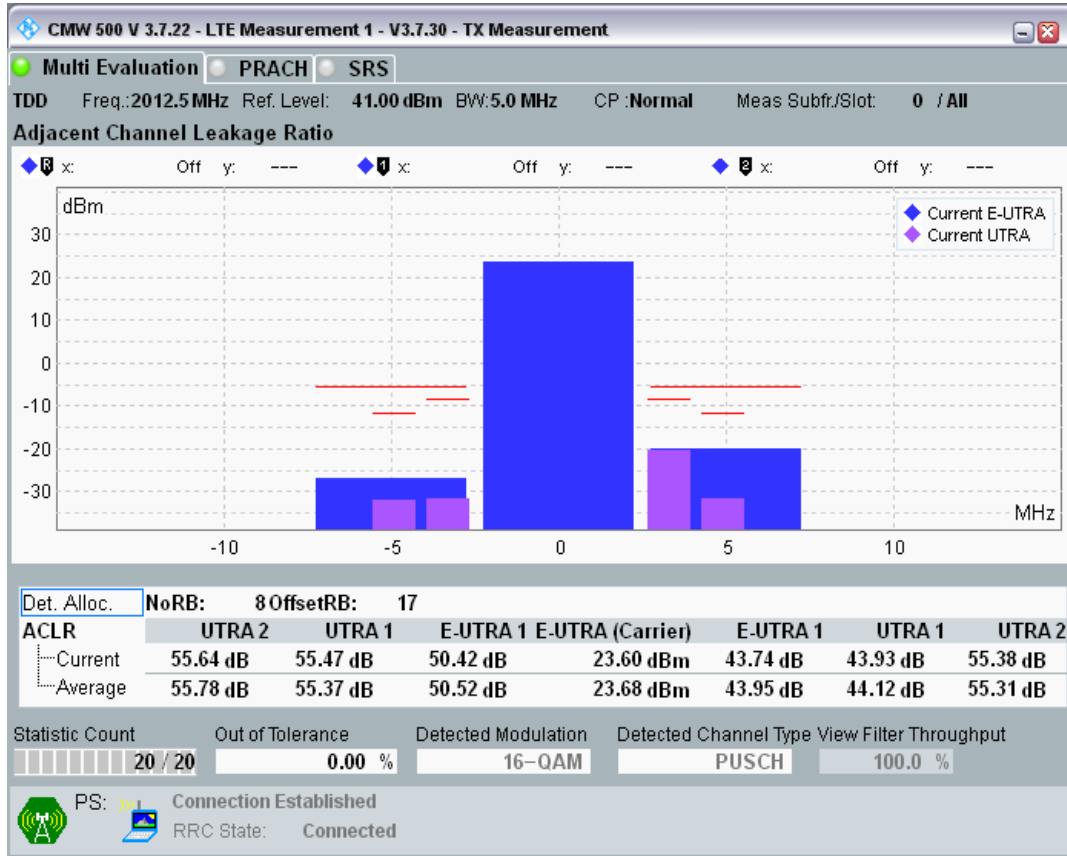 CMW 500 V 3.7.22 - LTE Measurement 1 - V3.7.30 - TX Measurement
Multi Evaluation PRACH SRS
TDD Freq.:2012.5 MHz Ref. Level: 41.00 dBm BW:5.0 MHz CP :Normal Meas Subfr./Slot: 0 / All
Adjacent Channel Leakage Ratio
R x: Off y: --- 1 x: Off y: --- 2 x: Off y: ---
dBm
Current E-UTRA
Current UTRA
30
20
10
0
-10
-20
-30
MHz
-10 -5 0 5 10
Det. Alloc. NoRB: 8 OffsetRB: 17
ACLR UTRA 2 UTRA 1 E-UTRA 1 E-UTRA (Carrier) E-UTRA 1 UTRA 1 UTRA 2
Current 55.64 dB 55.47 dB 50.42 dB 23.60 dBm 43.74 dB 43.93 dB 55.38 dB
Average 55.78 dB 55.37 dB 50.52 dB 23.68 dBm 43.95 dB 44.12 dB 55.31 dB
Statistic Count Out of Tolerance Detected Modulation Detected Channel Type View Filter Throughput
20 / 20 0.00 % 16-QAM PUSCH 100.0 %
PS: Connection Established
RRC State: Connected